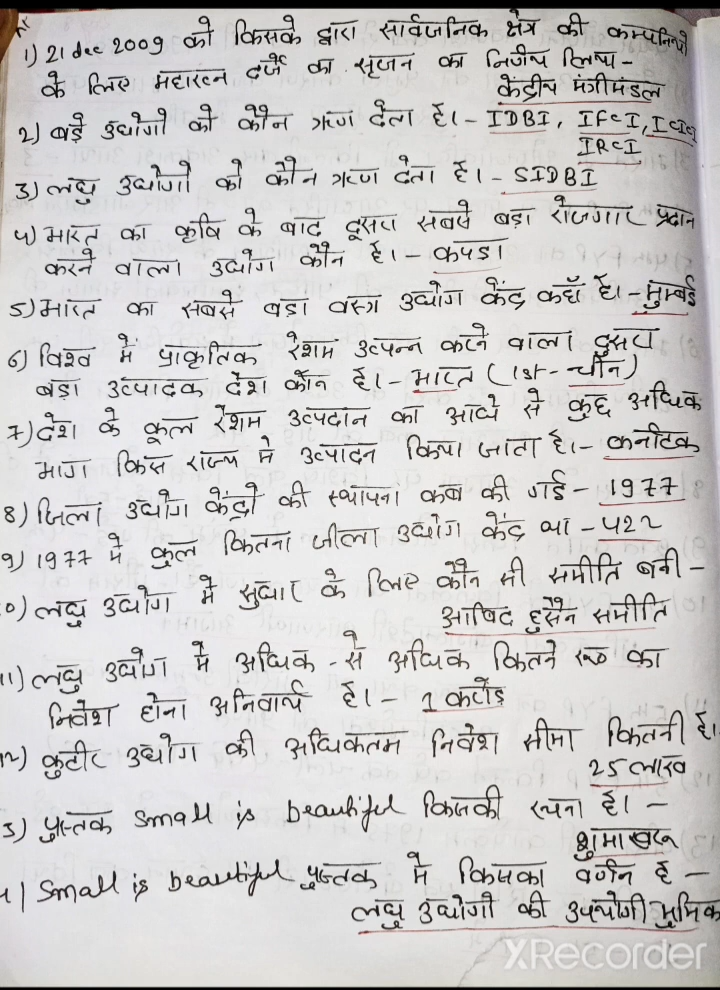 1) 21 dec 2009 को किसके द्वारा सार्वजनिक क्षेत्र की कम्पनियो
के लिए महारत्न दर्जे का सृजन का निर्णय लिया -
केंद्रीय मंत्रीमंडल
2) बड़े उद्योगो को कौन ऋण देता है। - IDBI, IFCI, ICICI
IRCI
3) लघु उद्योगो को कौन ऋण देता है। - SIDBI
4) भारत का कृषि के बाद दूसरा सबसे बड़ा रोजगार प्रदान
करने वाला उद्योग कौन है। - कपड़ा
5) भारत का सबसे बड़ा वस्त्र उद्योग केंद्र कहाँ है। मुम्बई
6) विश्व में प्राकृतिक रेशम उत्पन्न करने वाला दुसरा
बड़ा उत्पादक देश कौन है। - भारत (1st - चीन)
7) देश के कूल रेशम उत्पदान का आधे से कुछ अधिक
भाग किस राज्य मे उत्पादन किया जाता है। - कर्नाटक
8) जिला उद्योग केंद्रो की स्थापना कब की गई - 1977
9) 1977 मे कुल कितना जीला उद्योग केंद्र था - 422
0) लघु उद्योग मे सुधार के लिए कौन सी समीति बनी -
आबिद हुसैन समीति
11) लघु उद्योग मे अधिक - से अधिक कितने रू० का
निवेश होना अनिवार्य है। - 1 करोड़
12) कुटीर उद्योग की अधिकतम निवेश सीमा कितनी है।
25 लाख
3) पुस्तक Small is beautiful किसकी रचना है। -
शुमाखर
4) Small is beautiful पुस्तक मे किसका वर्णन है -
लघु उद्योगो की उपयोगी भुमिक
XRecorder